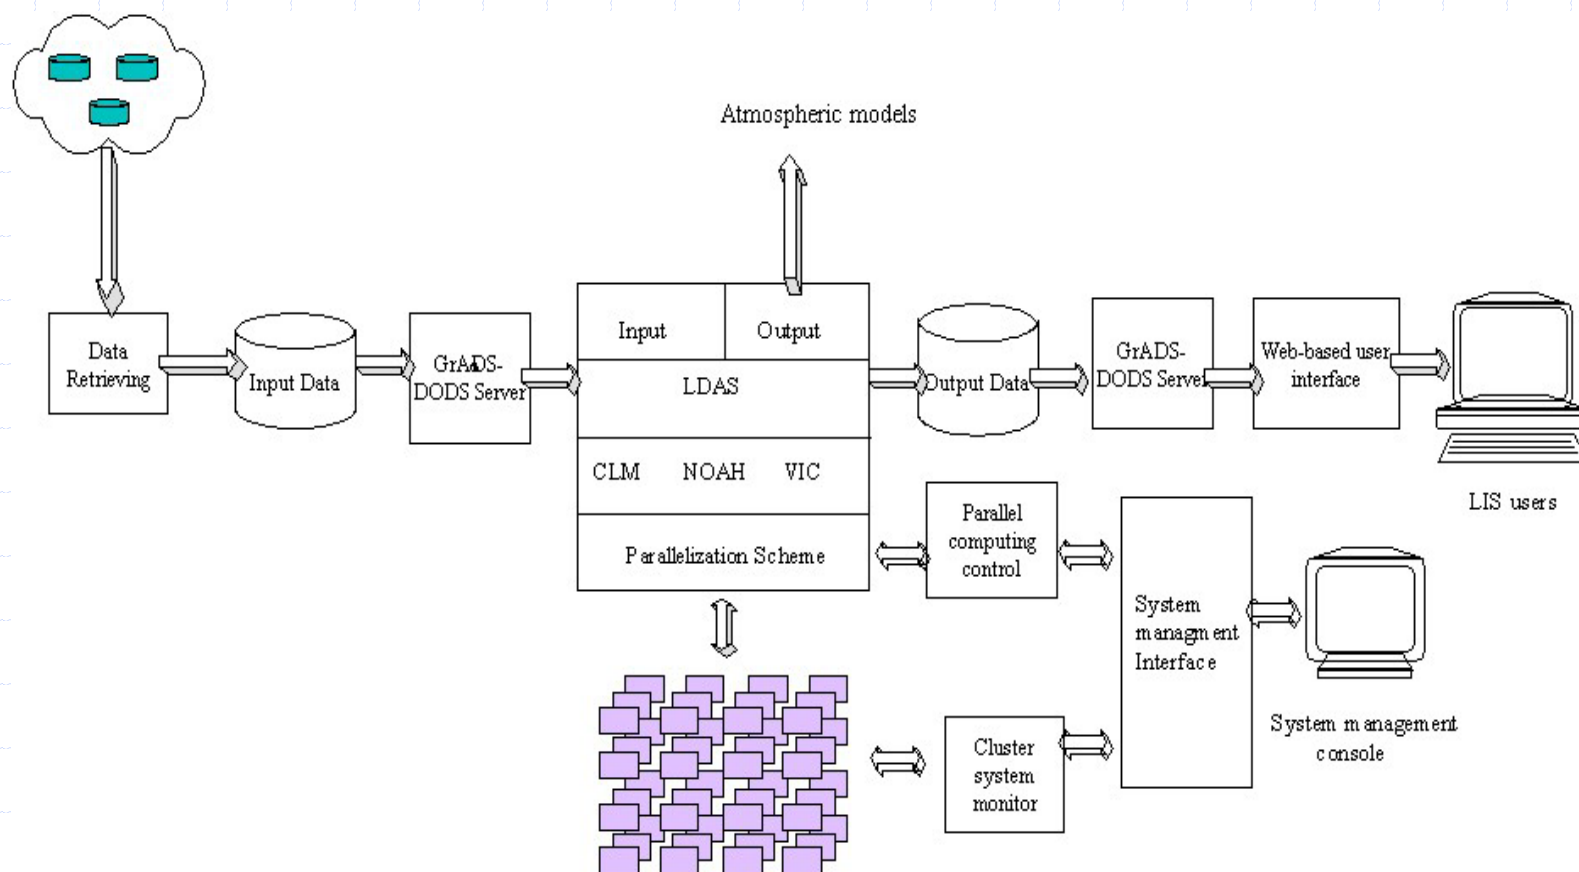 Atmospheric models
Data
Retrieving
Input Data
GrADS-
DODS Server
Input
Output
LDAS
CLM NOAH VIC
Parallelization Scheme
Output Data
GrADS-
DODS Server
Web-based user
interface
LIS users
Parallel
computing
control
System
managment
Interface
System management
console
Cluster
system
monitor